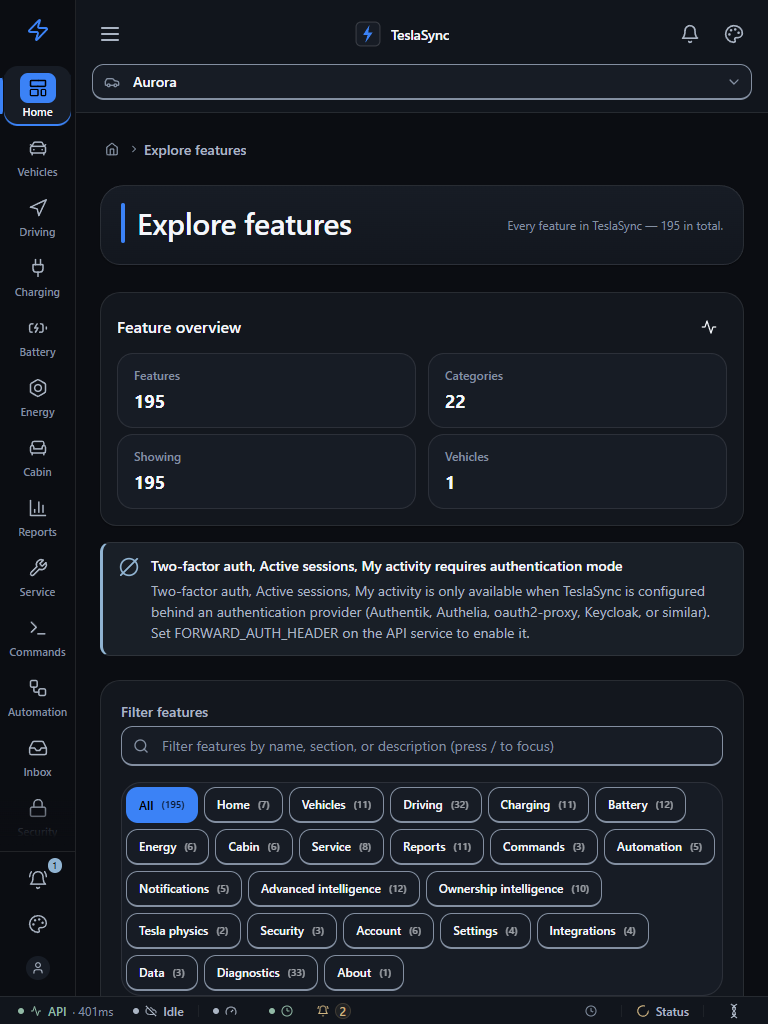 TeslaSync
Aurora
Home
Vehicles
Driving
Charging
Battery
Energy
Cabin
Reports
Service
Commands
Automation
Inbox
Security
1
Explore features
Explore features
Every feature in TeslaSync — 195 in total.
Feature overview
Features
195
Categories
22
Showing
195
Vehicles
1
Two-factor auth, Active sessions, My activity requires authentication mode
Two-factor auth, Active sessions, My activity is only available when TeslaSync is configured
behind an authentication provider (Authentik, Authelia, oauth2-proxy, Keycloak, or similar).
Set FORWARD_AUTH_HEADER on the API service to enable it.
Filter features
Filter features by name, section, or description (press / to focus)
All (195) Home (7) Vehicles (11) Driving (32) Charging (11) Battery (12)
Energy (6) Cabin (6) Service (8) Reports (11) Commands (3) Automation (5)
Notifications (5) Advanced intelligence (12) Ownership intelligence (10)
Tesla physics (2) Security (3) Account (6) Settings (4) Integrations (4)
Data (3) Diagnostics (33) About (1)
API · 401ms Idle 2 Status